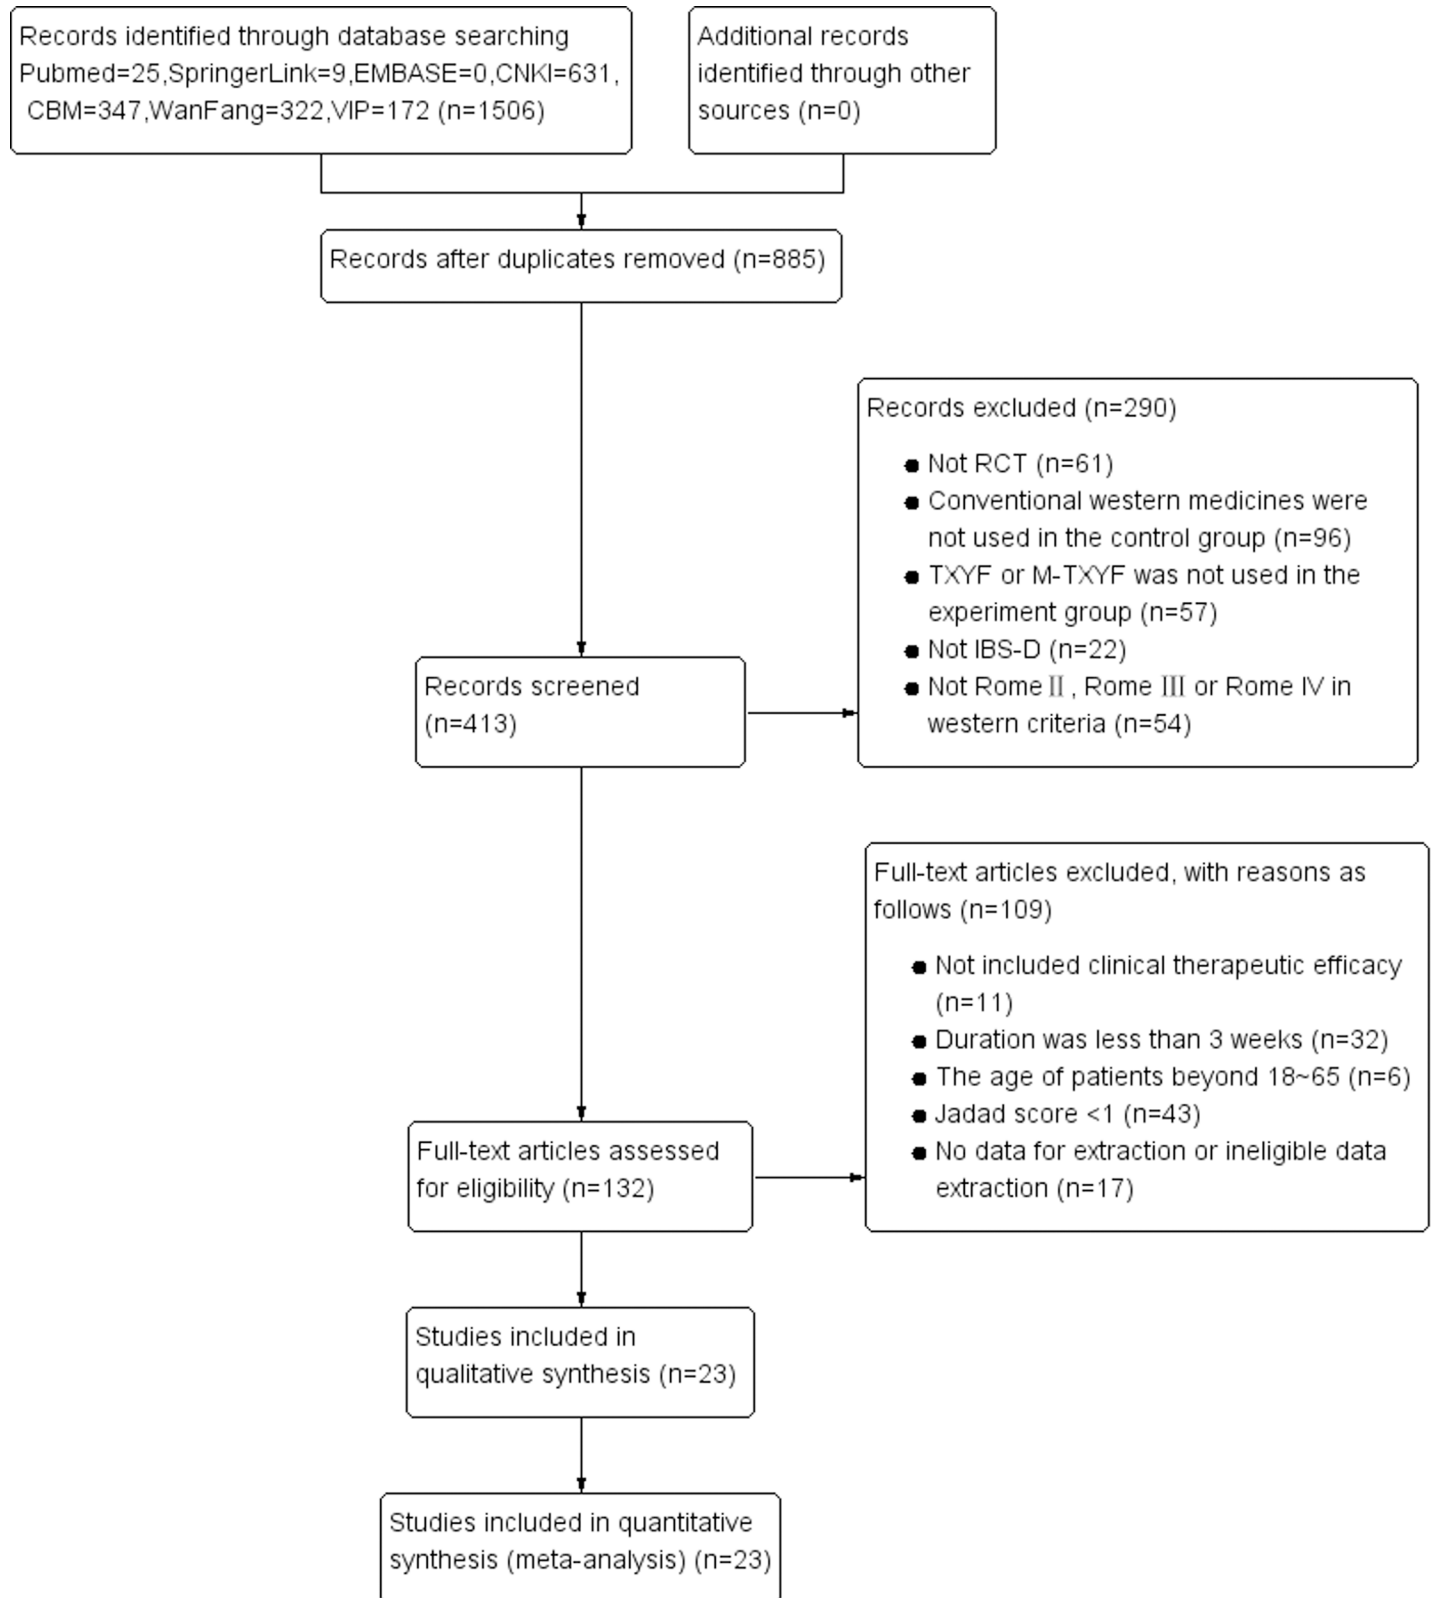 Records identified through database searching
Pubmed=25,SpringerLink=9,EMBASE=0,CNKI=631,
CBM=347,WanFang=322,VIP=172 (n=1506)
Additional records
identified through other
sources (n=0)
Records after duplicates removed (n=885)
Records excluded (n=290)
● Not RCT (n=61)
● Conventional western medicines were
not used in the control group (n=96)
● TXYF or M-TXYF was not used in the
experiment group (n=57)
● Not IBS-D (n=22)
● Not Rome Ⅱ , Rome Ⅲ or Rome IV in
western criteria (n=54)
Records screened
(n=413)
Full-text articles excluded, with reasons as
follows (n=109)
● Not included clinical therapeutic efficacy
(n=11)
● Duration was less than 3 weeks (n=32)
● The age of patients beyond 18~65 (n=6)
● Jadad score <1 (n=43)
● No data for extraction or ineligible data
extraction (n=17)
Full-text articles assessed
for eligibility (n=132)
Studies included in
qualitative synthesis (n=23)
Studies included in quantitative
synthesis (meta-analysis) (n=23)